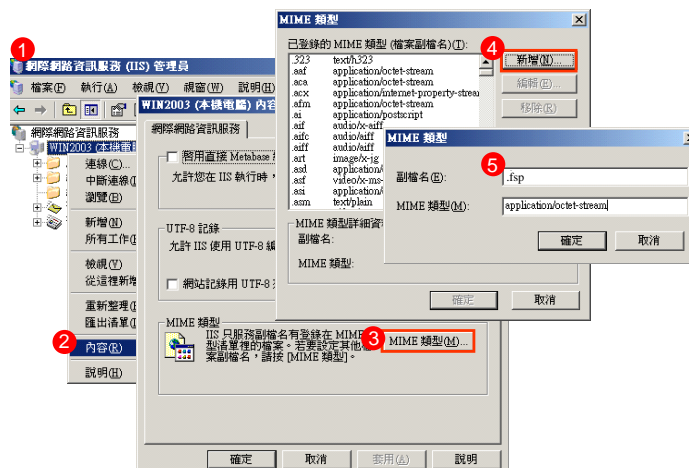 1
網際網路資訊服務 (IIS) 管理員
檔案(F) 執行(A) 檢視(V) 視窗(W) 說明(H)
網際網路資訊服務
WIN2003 (本機電腦)
連線(C)...
中斷連線(I)
瀏覽(B)
新增(N)
所有工作(K)
檢視(V)
從這裡新增
重新整理(E)
匯出清單(L)
2
內容(R)
說明(H)
WIN2003 (本機電腦) 內容
網際網路資訊服務
啓用直接 Metabase
允許您在 IIS 執行時，
UTF-8 記錄
允許 IIS 使用 UTF-8 編
網站記錄用 UTF-8
MIME 類型
IIS 只服務副檔名有登錄在 MIME
型清單裡的檔案。若要設定其他
案副檔名，請按 [MIME 類型]。
3
MIME 類型(M)...
確定 取消 套用(A) 說明
MIME 類型
已登錄的 MIME 類型 (檔案副檔名)(T):
.323 text/h323
.aaf application/octet-stream
.aca application/octet-stream
.acx application/internet-property-strea
.afm application/octet-stream
.ai application/postscript
.aif audio/x-aiff
.aifc audio/aiff
.aiff audio/aiff
.art image/x-jg
.asd application/
.asf video/x-ms-
.asi application/
.asm text/plain
4
新增(N)...
編輯(E)...
移除(R)
MIME 類型詳細資
副檔名:
MIME 類型:
確定 取消
MIME 類型
5
副檔名(E): .fsp
MIME 類型(M): application/octet-stream
確定 取消